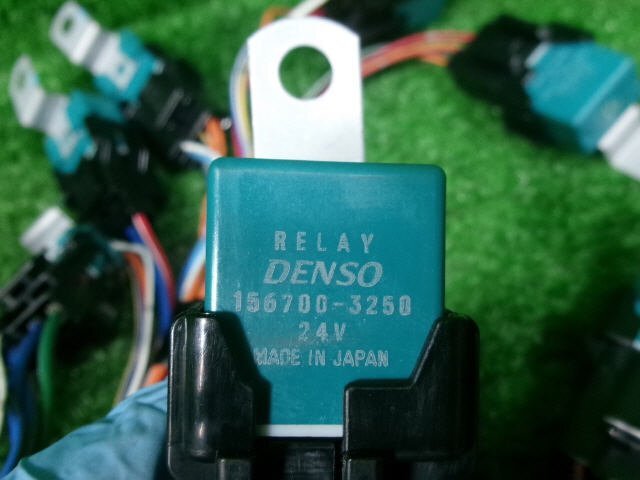 RELAY
DENSO
156700-3250
24V
MADE IN JAPAN